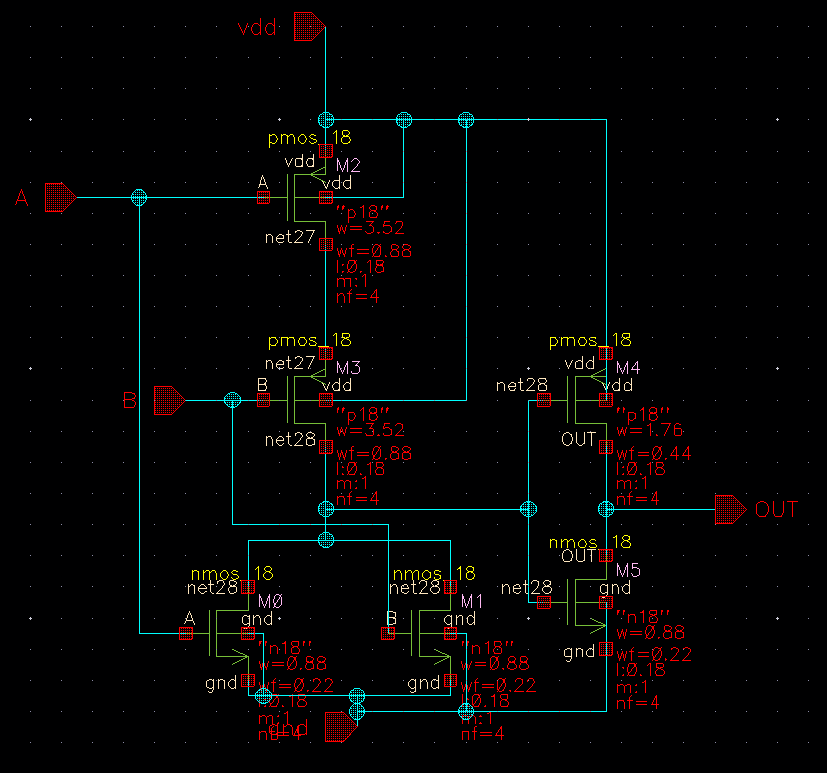 vdd
pmos_18
vdd
M2
A
A
vdd
"p18"
w=3.52
net27
wf=0.88
l:0.18
m:1
nf=4
pmos_18
net27
M3
B
B
vdd
"p18"
w=3.52
net28
wf=0.88
l:0.18
m:1
nf=4
pmos_18
vdd
M4
net28
vdd
"p18"
w=1.76
OUT
wf=0.44
l:0.18
m:1
nf=4
OUT
nmos_18
net28
M0
A
gnd
"n18"
w=0.88
gnd
wf=0.22
l:0.18
m:1
nf=4
gnd
nmos_18
net28
M1
B
gnd
"n18"
w=0.88
gnd
wf=0.22
l:0.18
m:1
nf=4
nmos_18
OUT
M5
net28
gnd
"n18"
w=0.88
gnd
wf=0.22
l:0.18
m:1
nf=4